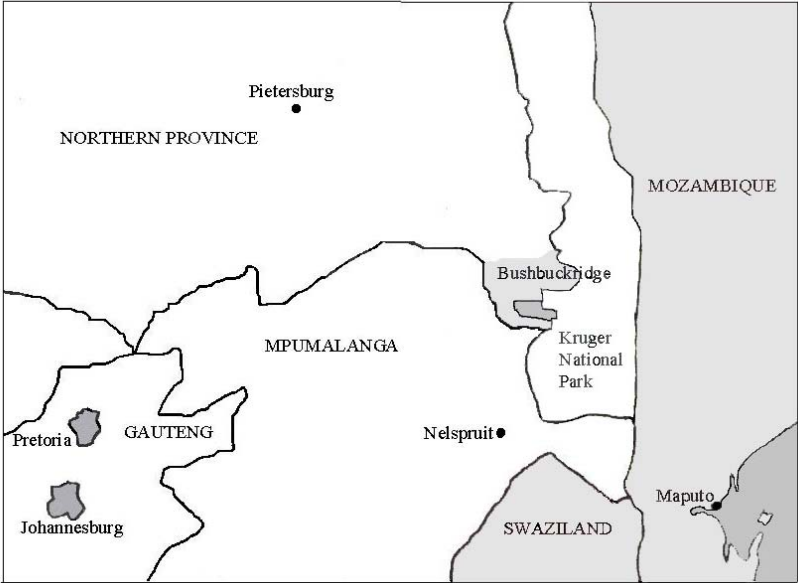 Pietersburg
NORTHERN PROVINCE
MOZAMBIQUE
Bushbuckridge
MPUMALANGA
Kruger
National
Park
Pretoria
GAUTENG
Nelspruit
Maputo
Johannesburg
SWAZILAND